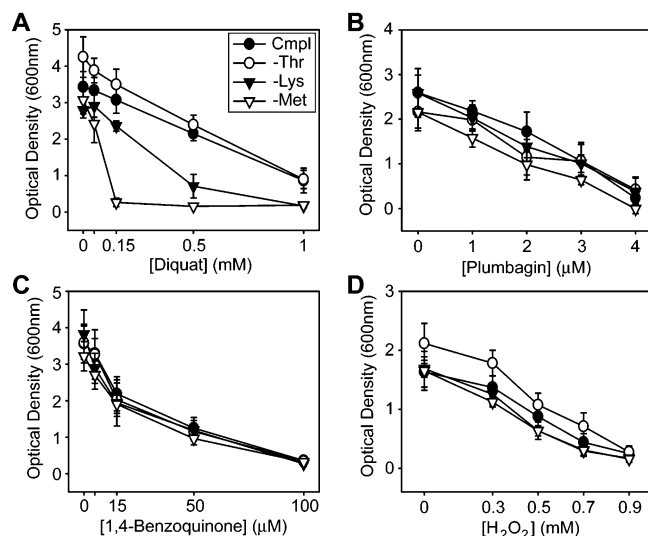 A
5
4
3
2
1
0
Optical Density (600nm)
Cmpl
-Thr
-Lys
-Met
0 0.15 0.5 1
[Diquat] (mM)
B
4
3
2
1
0
Optical Density (600nm)
0 1 2 3 4
[Plumbagin] (μM)
C
5
4
3
2
1
0
Optical Density (600nm)
0 15 50 100
[1,4-Benzoquinone] (μM)
D
3
2
1
0
Optical Density (600nm)
0 0.3 0.5 0.7 0.9
[H₂O₂] (mM)